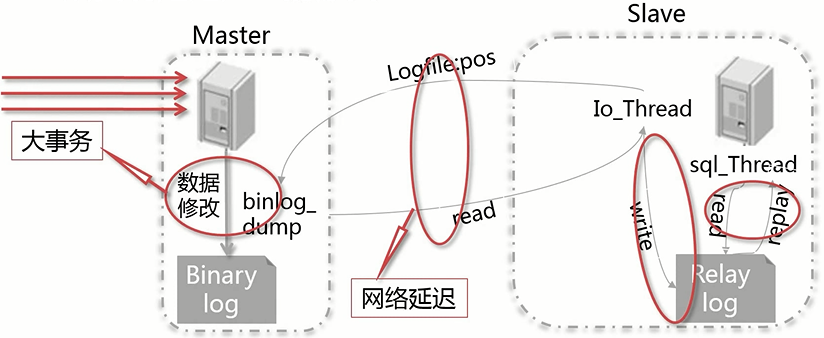 Master
Slave
Logfile:pos
Io_Thread
大事务
sql_Thread
数据
修改
binlog_
dump
read
write
read
replay
Binary
log
网络延迟
Relay
log